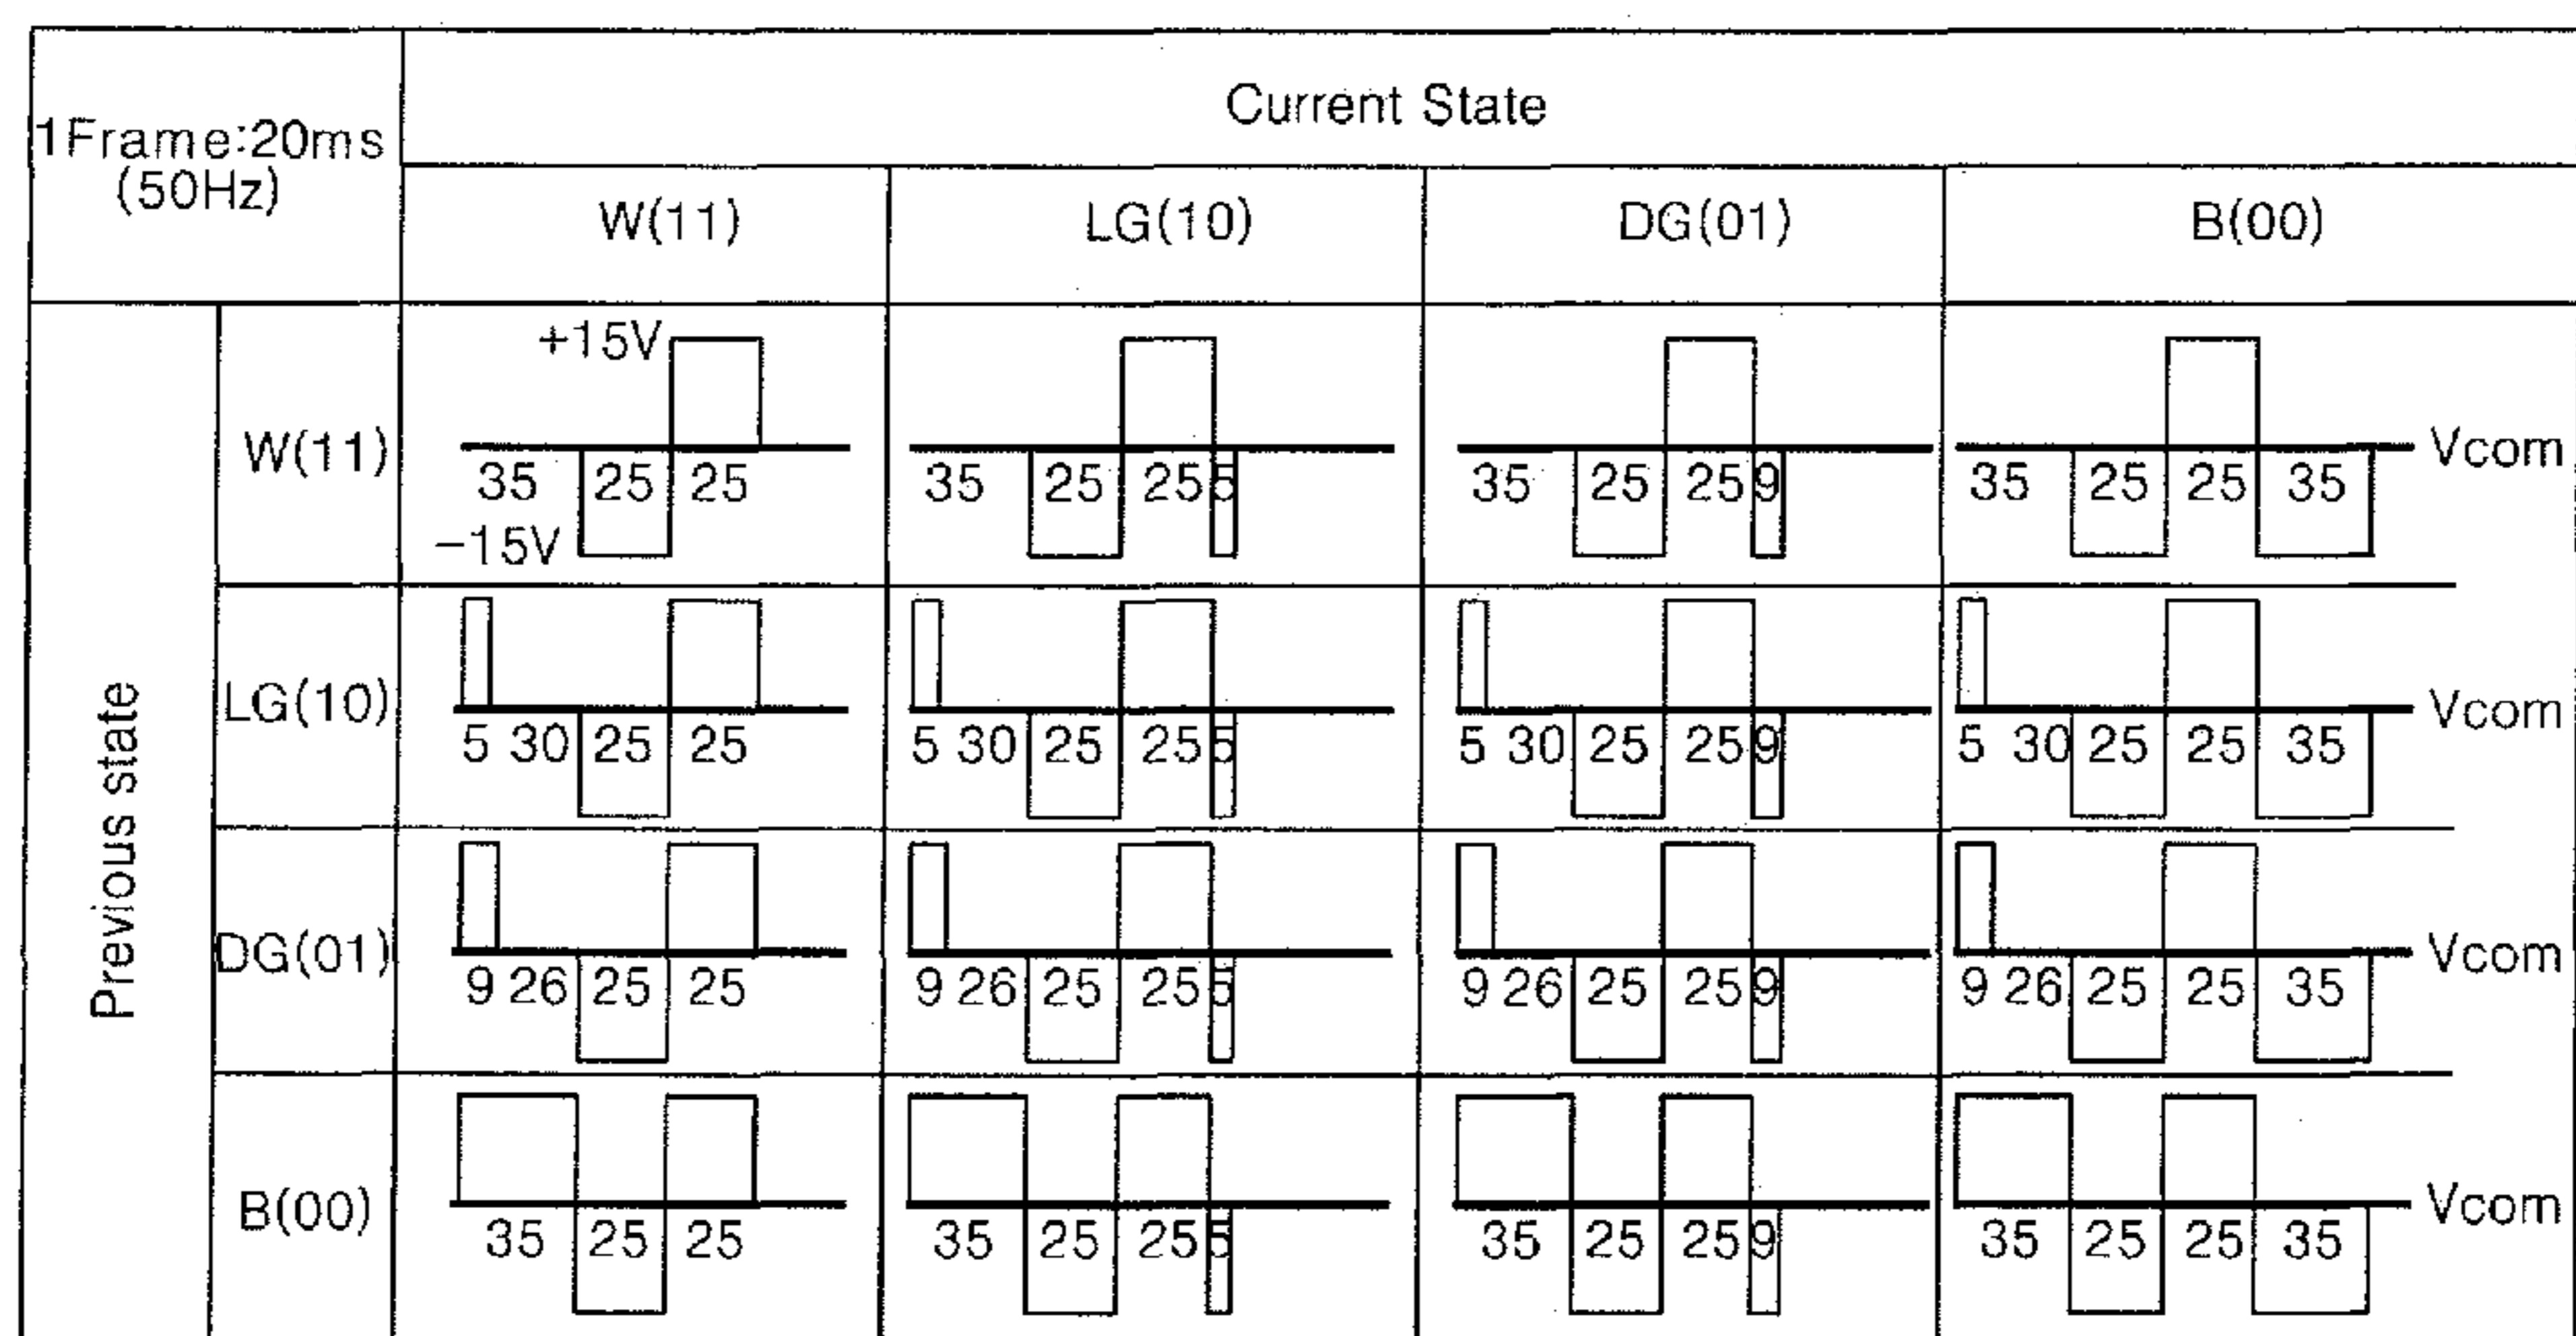 1Frame:20ms
(50Hz)
Current State
W(11) LG(10) DG(01) B(00)
Previous state
W(11)
+15V
-15V
35 25 25
35 25 25 5
35 25 25 9
35 25 25 35
Vcom
LG(10)
5 30 25 25
5 30 25 25 5
5 30 25 25 9
5 30 25 25 35
Vcom
DG(01)
9 26 25 25
9 26 25 25 5
9 26 25 25 9
9 26 25 25 35
Vcom
B(00)
35 25 25
35 25 25 5
35 25 25 9
35 25 25 35
Vcom